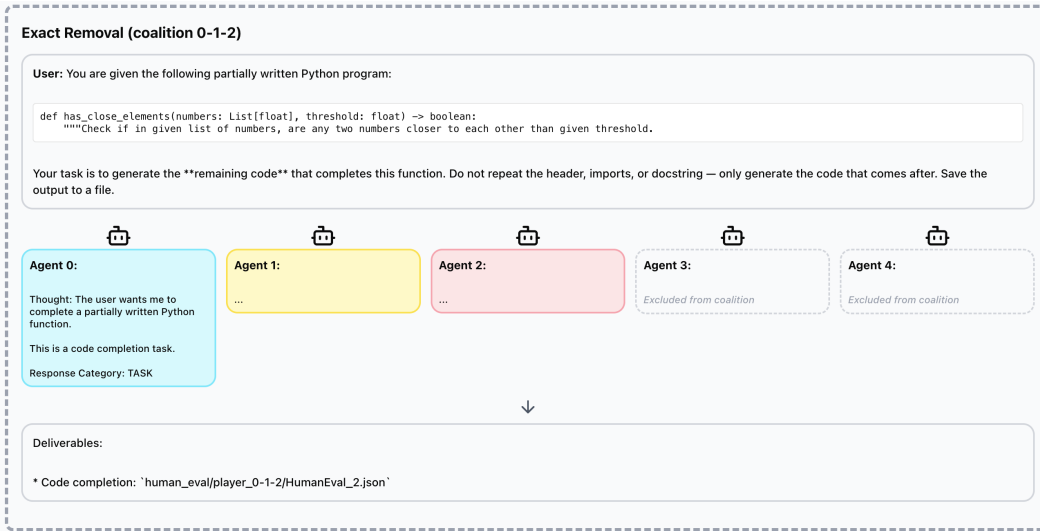 Exact Removal (coalition 0-1-2)
User: You are given the following partially written Python program:
def has_close_elements(numbers: List[float], threshold: float) -> boolean:
"""Check if in given list of numbers, are any two numbers closer to each other than given threshold.
Your task is to generate the **remaining code** that completes this function. Do not repeat the header, imports, or docstring — only generate the code that comes after. Save the
output to a file.
Agent 0:
Thought: The user wants me to
complete a partially written Python
function.
This is a code completion task.
Response Category: TASK
Agent 1:
...
Agent 2:
...
Agent 3:
Excluded from coalition
Agent 4:
Excluded from coalition
Deliverables:
* Code completion: `human_eval/player_0-1-2/HumanEval_2.json`